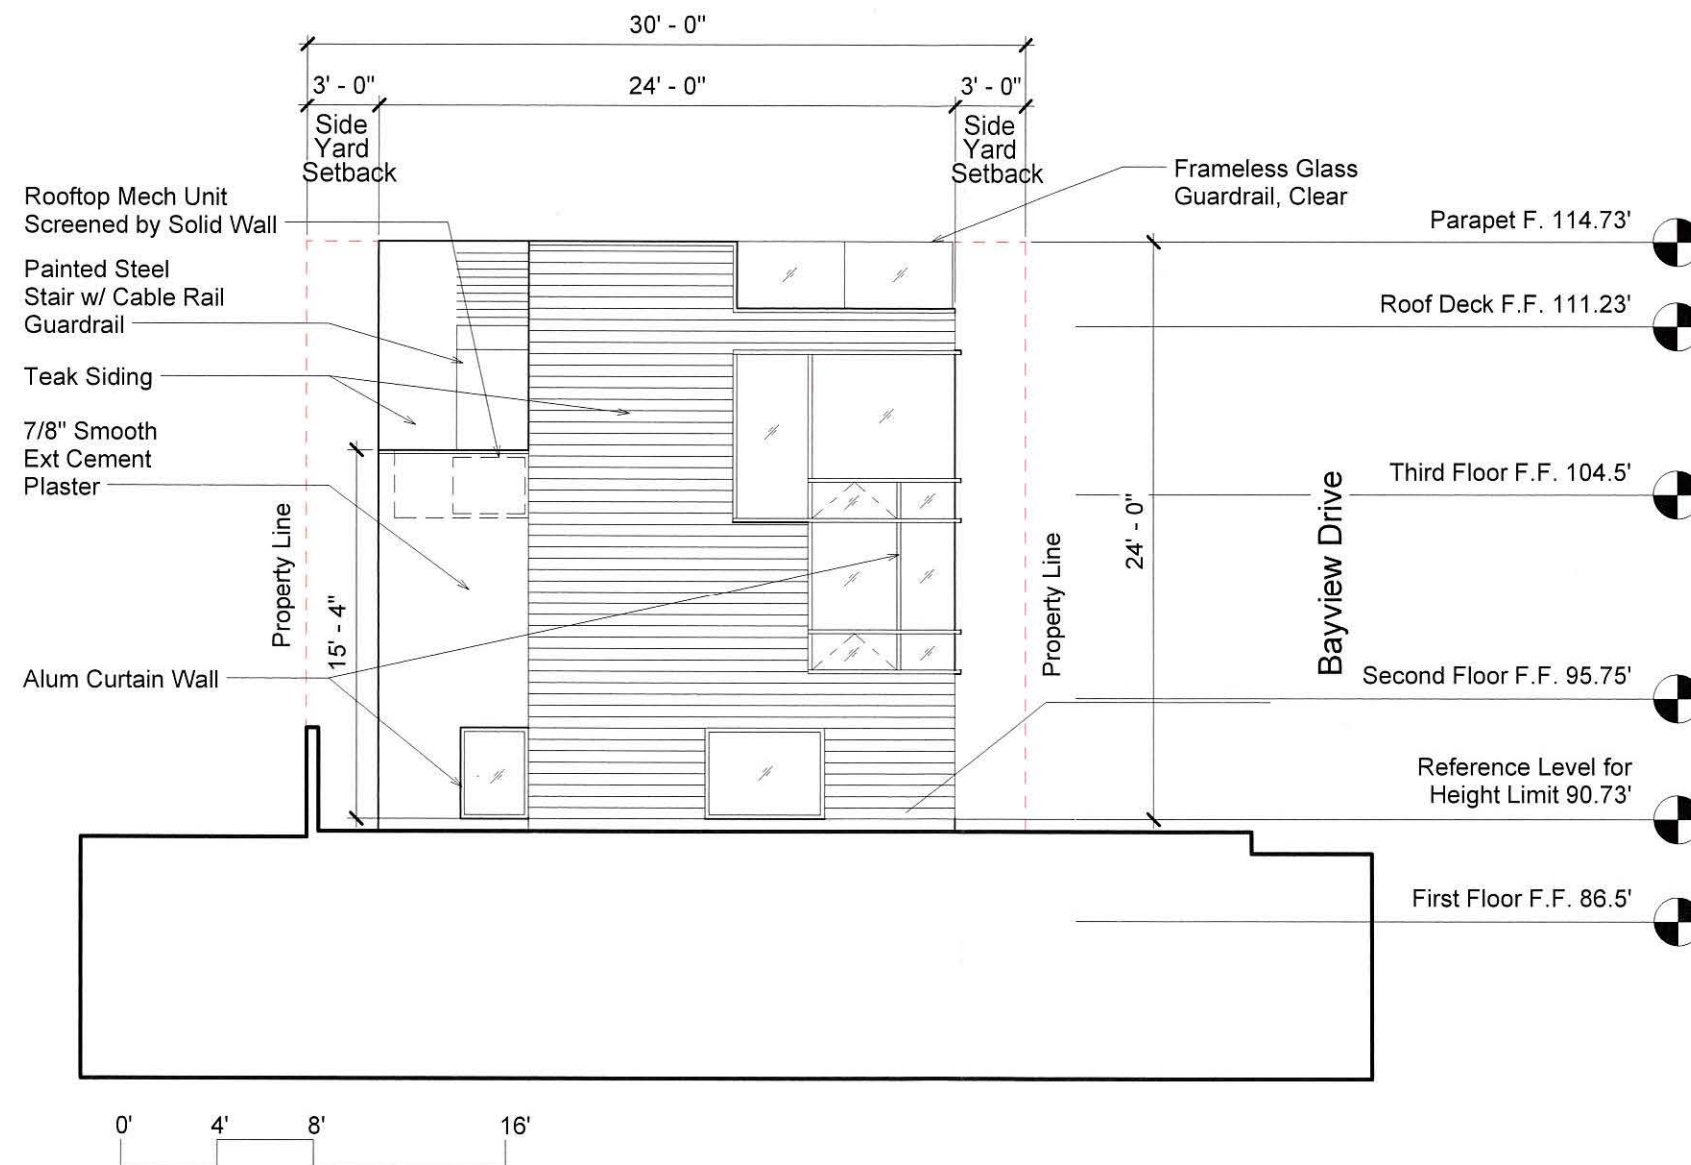 30' - 0"
3' - 0"
24' - 0"
3' - 0"
Side
Yard
Setback
Side
Yard
Setback
Frameless Glass
Guardrail, Clear
Rooftop Mech Unit
Screened by Solid Wall
Painted Steel
Stair w/ Cable Rail
Guardrail
Teak Siding
7/8" Smooth
Ext Cement
Plaster
Alum Curtain Wall
Property Line
15' - 4"
Property Line
24' - 0"
Bayview Drive
Parapet F. 114.73'
Roof Deck F.F. 111.23'
Third Floor F.F. 104.5'
Second Floor F.F. 95.75'
Reference Level for
Height Limit 90.73'
First Floor F.F. 86.5'
0' 4' 8' 16'